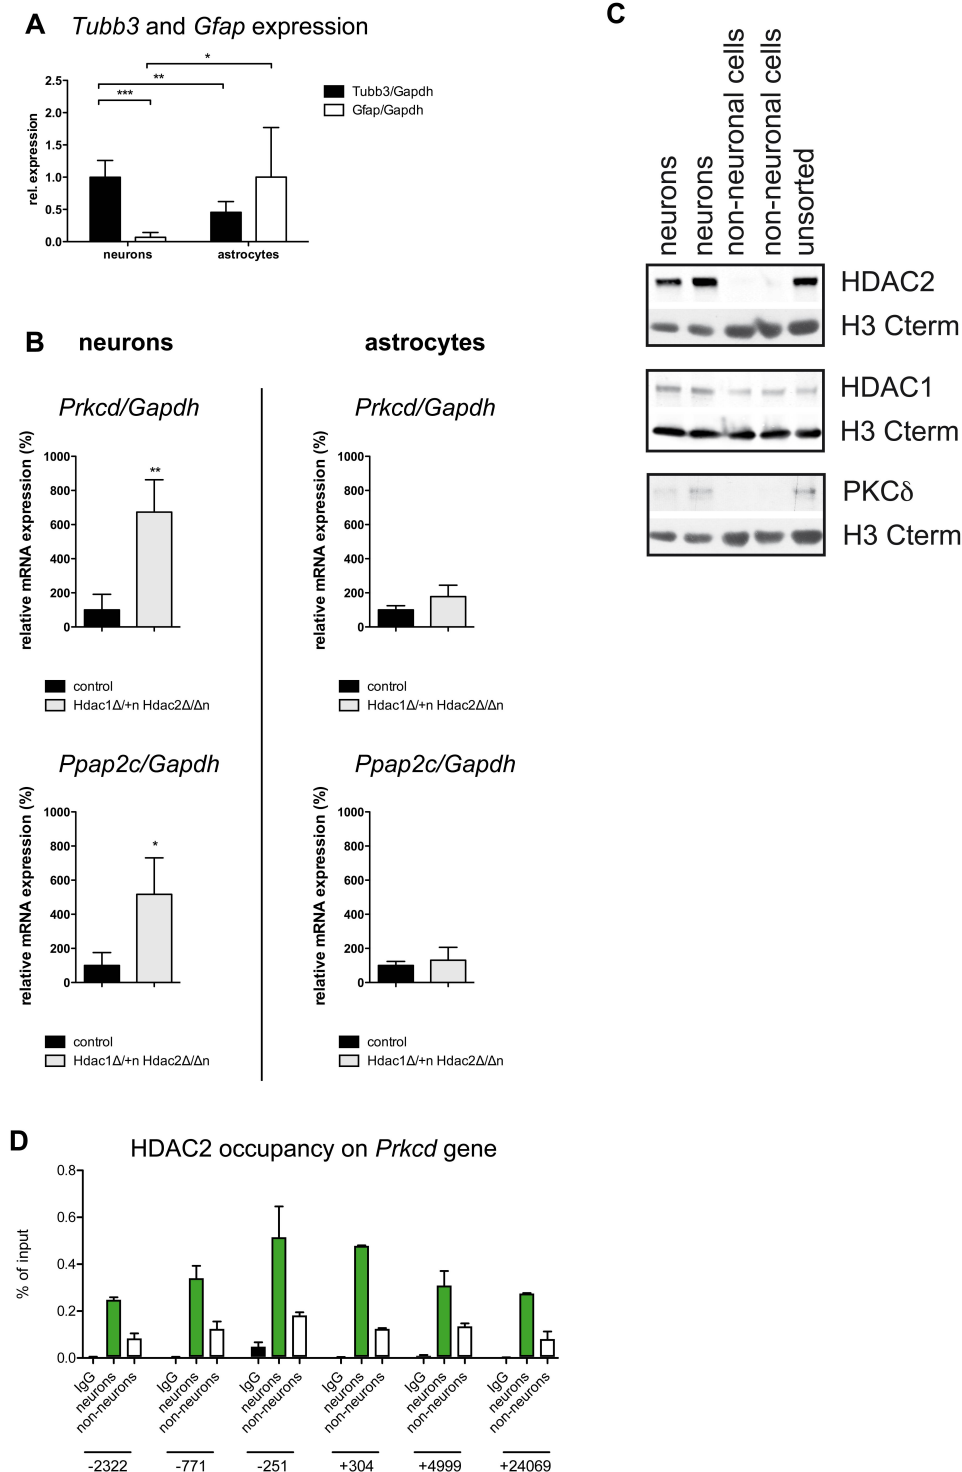 A Tubb3 and Gfap expression
*
**
***
2.5
2.0
1.5
1.0
0.5
0.0
rel. expression
neurons
astrocytes
Tubb3/Gapdh
Gfap/Gapdh
B neurons
astrocytes
Prkcd/Gapdh
relative mRNA expression (%)
1000
800
600
400
200
0
**
control
Hdac1Δ/+n Hdac2Δ/Δn
Prkcd/Gapdh
relative mRNA expression (%)
1000
800
600
400
200
0
control
Hdac1Δ/+n Hdac2Δ/Δn
Ppap2c/Gapdh
relative mRNA expression (%)
1000
800
600
400
200
0
*
control
Hdac1Δ/+n Hdac2Δ/Δn
Ppap2c/Gapdh
relative mRNA expression (%)
1000
800
600
400
200
0
control
Hdac1Δ/+n Hdac2Δ/Δn
C
neurons
neurons
non-neuronal cells
non-neuronal cells
unsorted
HDAC2
H3 Cterm
HDAC1
H3 Cterm
PKCδ
H3 Cterm
D
HDAC2 occupancy on Prkcd gene
% of input
0.8
0.6
0.4
0.2
0.0
IgG
neurons
non-neurons
IgG
neurons
non-neurons
IgG
neurons
non-neurons
IgG
neurons
non-neurons
IgG
neurons
non-neurons
IgG
neurons
non-neurons
-2322
-771
-251
+304
+4999
+24069